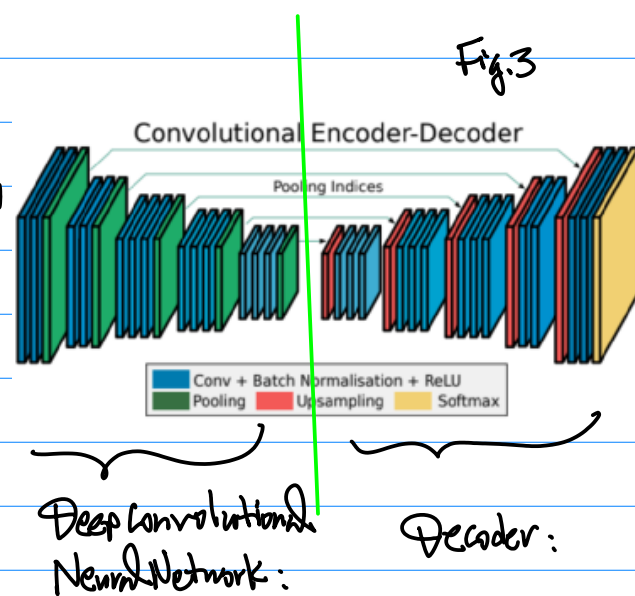 Fig.3
Convolutional Encoder-Decoder
Pooling Indices
Conv + Batch Normalisation + ReLU
Pooling Upsampling Softmax
Deep Convolutional
Neural Network :
Decoder :